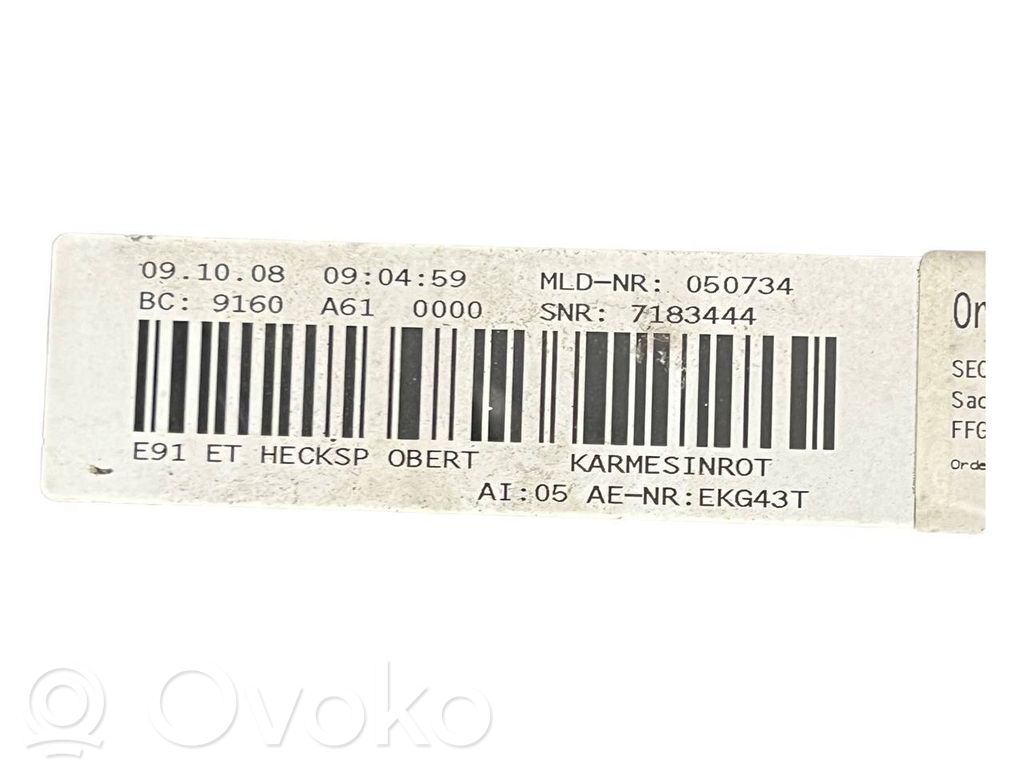 09.10.08 09:04:59 MLD-NR: 050734
BC: 9160 A61 0000 SNR: 7183444
E91 ET HECKSP OBERT KARMESINROT
AI:05 AE-NR:EKG43T
FFG
Ovoko